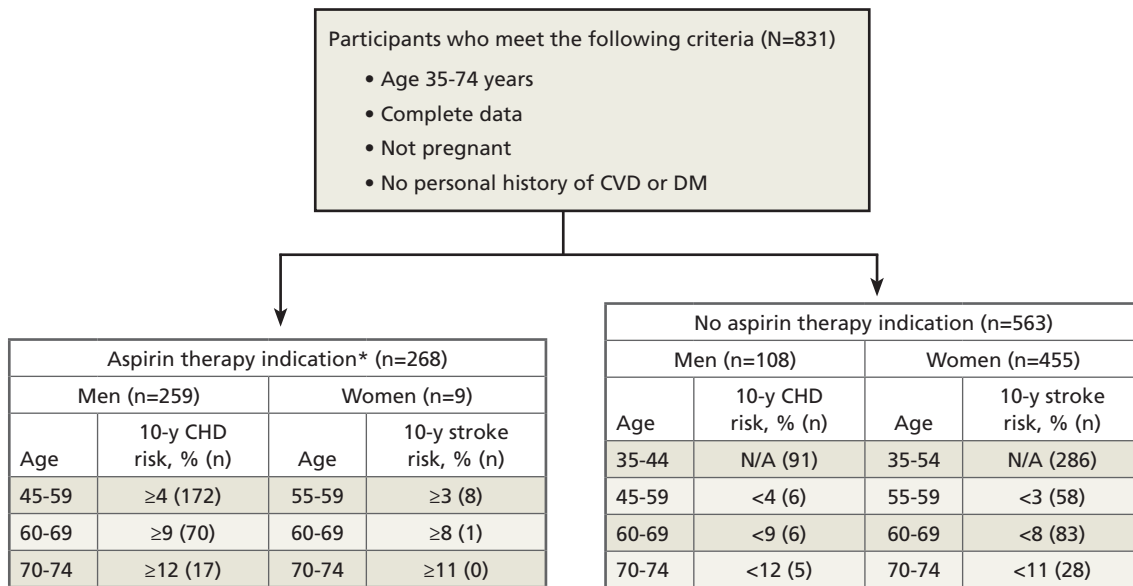 Participants who meet the following criteria (N=831)
• Age 35-74 years
• Complete data
• Not pregnant
• No personal history of CVD or DM
Aspirin therapy indication* (n=268)
Men (n=259) Women (n=9)
Age 10-y CHD risk, % (n) Age 10-y stroke risk, % (n)
45-59 ≥4 (172) 55-59 ≥3 (8)
60-69 ≥9 (70) 60-69 ≥8 (1)
70-74 ≥12 (17) 70-74 ≥11 (0)
No aspirin therapy indication (n=563)
Men (n=108) Women (n=455)
Age 10-y CHD risk, % (n) Age 10-y stroke risk, % (n)
35-44 N/A (91) 35-54 N/A (286)
45-59 <4 (6) 55-59 <3 (58)
60-69 <9 (6) 60-69 <8 (83)
70-74 <12 (5) 70-74 <11 (28)